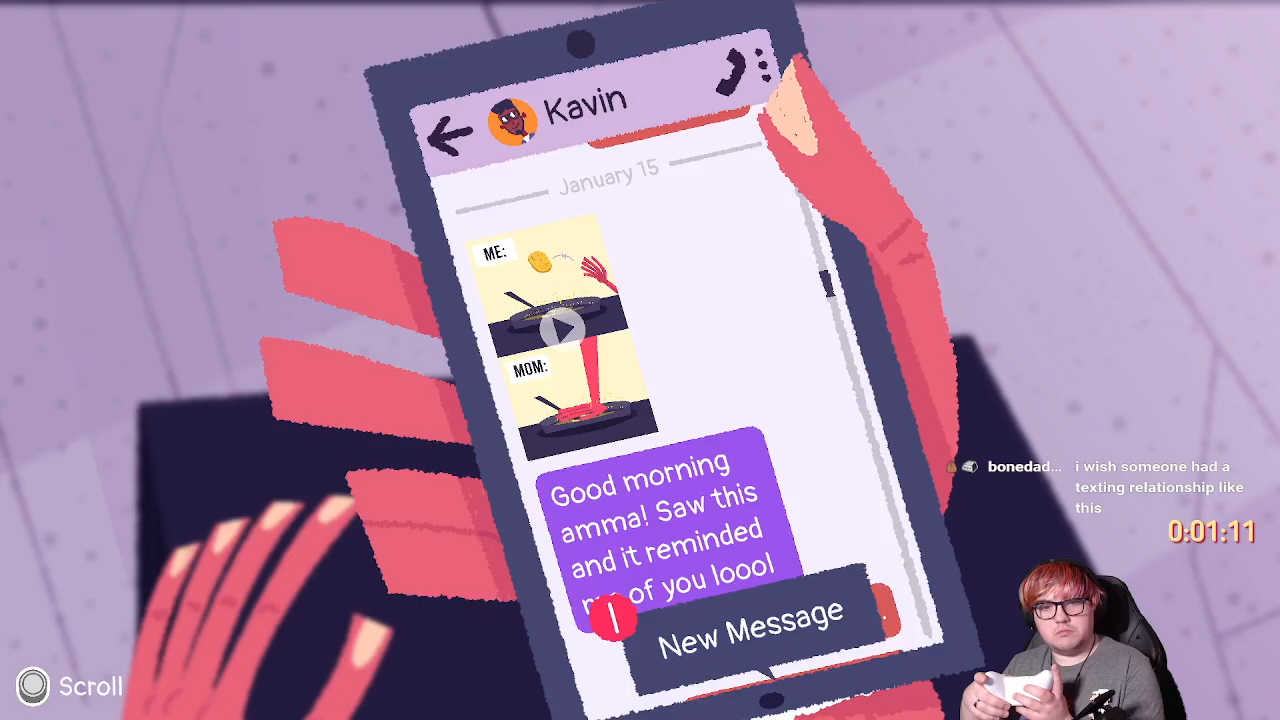 Kavin
January 15
ME:
MOM:
Good morning
amma! Saw this
and it reminded
of you loool
New Message
Scroll
bonedad... i wish someone had a
texting relationship like
this
0:01:11